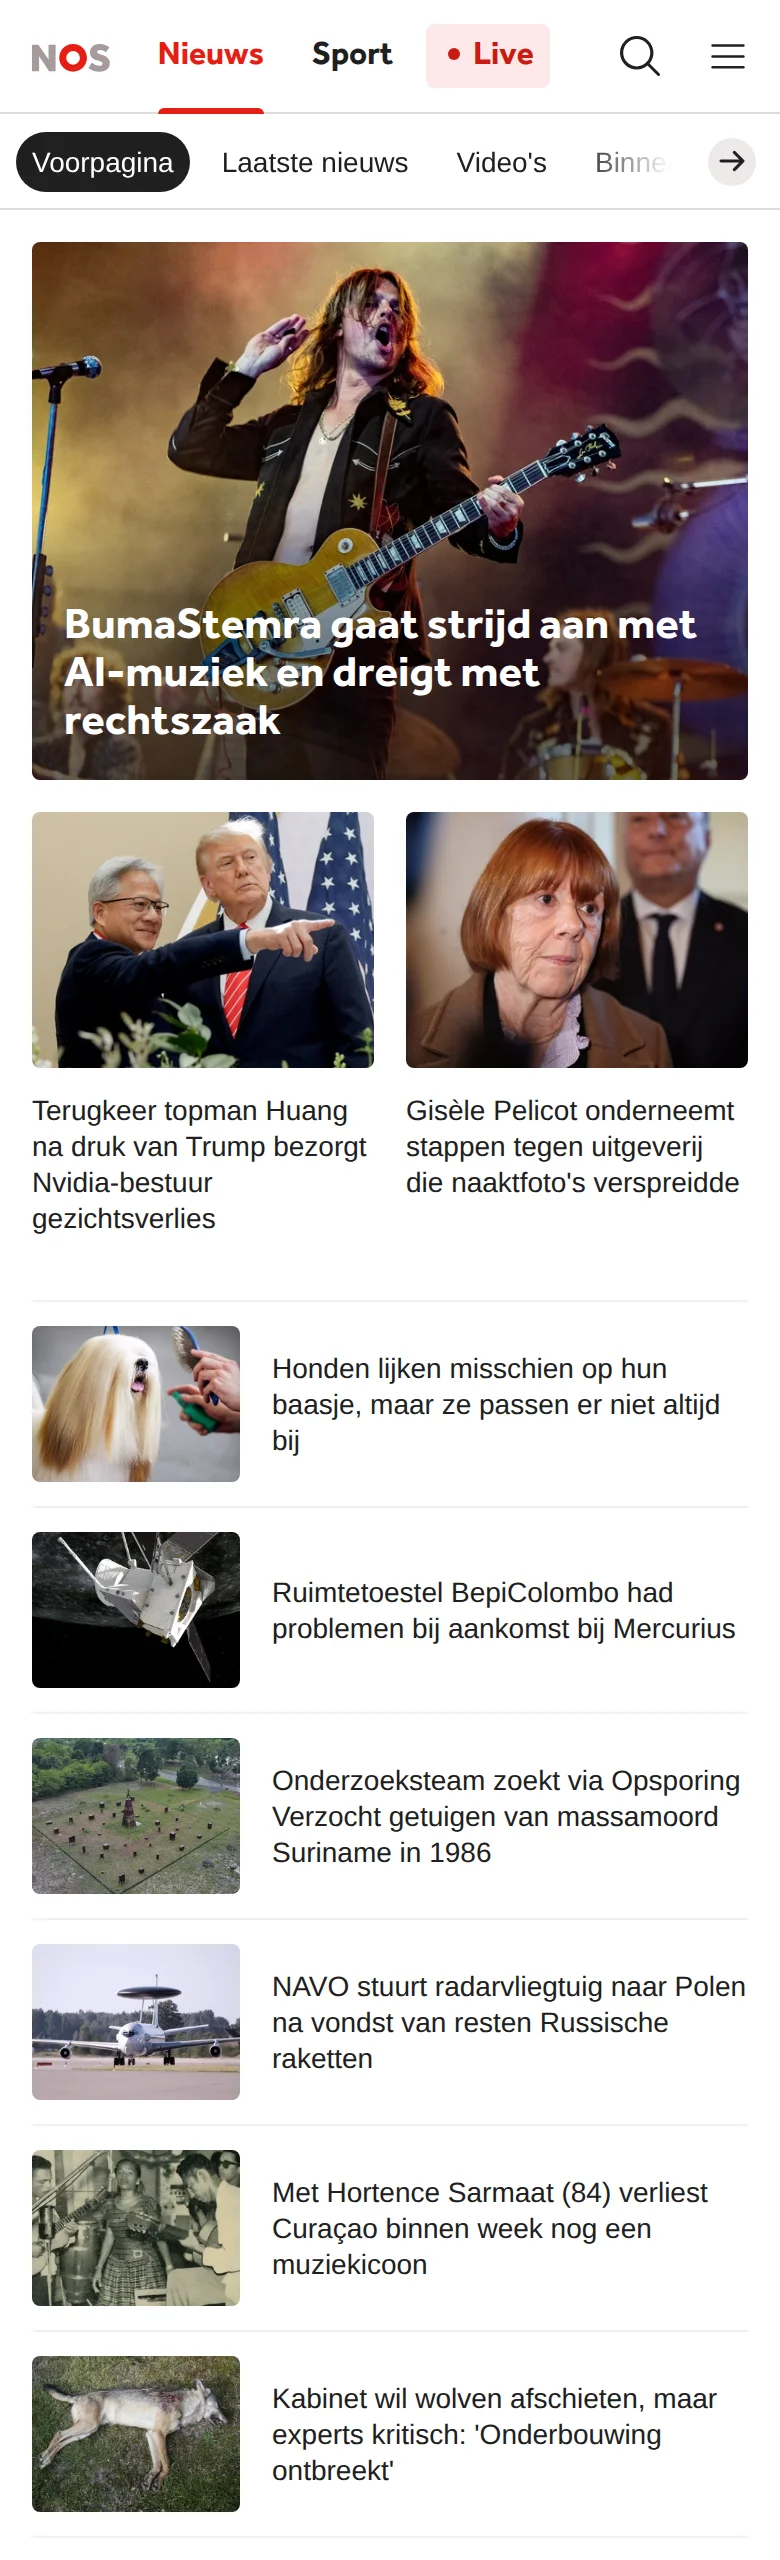 NOS
Nieuws
Sport
Live
Voorpagina
Laatste nieuws
Video's
Binne
BumaStemra gaat strijd aan met
AI-muziek en dreigt met
rechtszaak
Terugkeer topman Huang
na druk van Trump bezorgt
Nvidia-bestuur
gezichtsverlies
Gisèle Pelicot onderneemt
stappen tegen uitgeverij
die naaktfoto's verspreidde
Honden lijken misschien op hun
baasje, maar ze passen er niet altijd
bij
Ruimtetoestel BepiColombo had
problemen bij aankomst bij Mercurius
Onderzoeksteam zoekt via Opsporing
Verzocht getuigen van massamoord
Suriname in 1986
NAVO stuurt radarvliegtuig naar Polen
na vondst van resten Russische
raketten
Met Hortence Sarmaat (84) verliest
Curaçao binnen week nog een
muziekicoon
Kabinet wil wolven afschieten, maar
experts kritisch: 'Onderbouwing
ontbreekt'